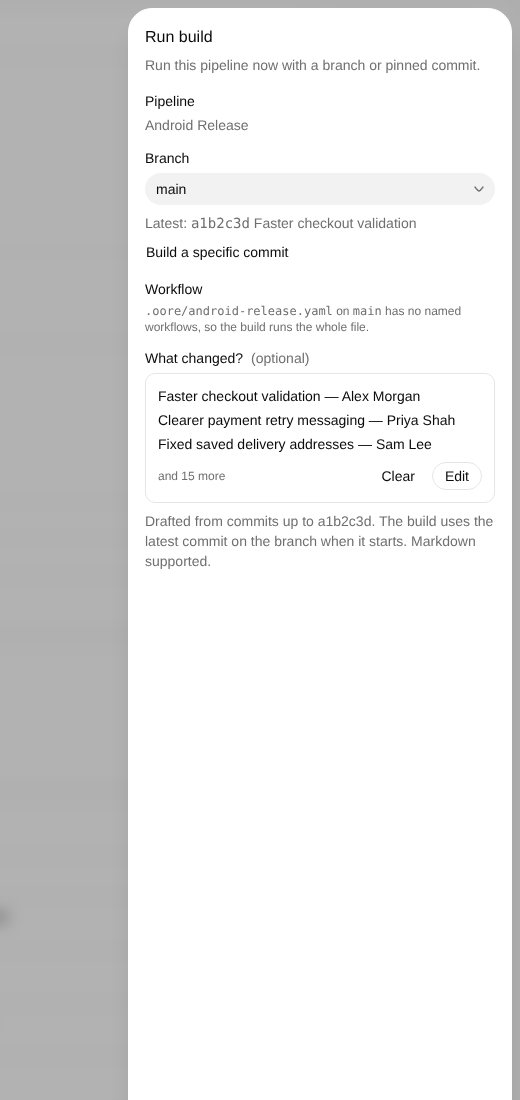 Run build
Run this pipeline now with a branch or pinned commit.
Pipeline
Android Release
Branch
main
Latest: a1b2c3d Faster checkout validation
Build a specific commit
Workflow
.oore/android-release.yaml on main has no named
workflows, so the build runs the whole file.
What changed? (optional)
Faster checkout validation — Alex Morgan
Clearer payment retry messaging — Priya Shah
Fixed saved delivery addresses — Sam Lee
and 15 more Clear Edit
Drafted from commits up to a1b2c3d. The build uses the
latest commit on the branch when it starts. Markdown
supported.